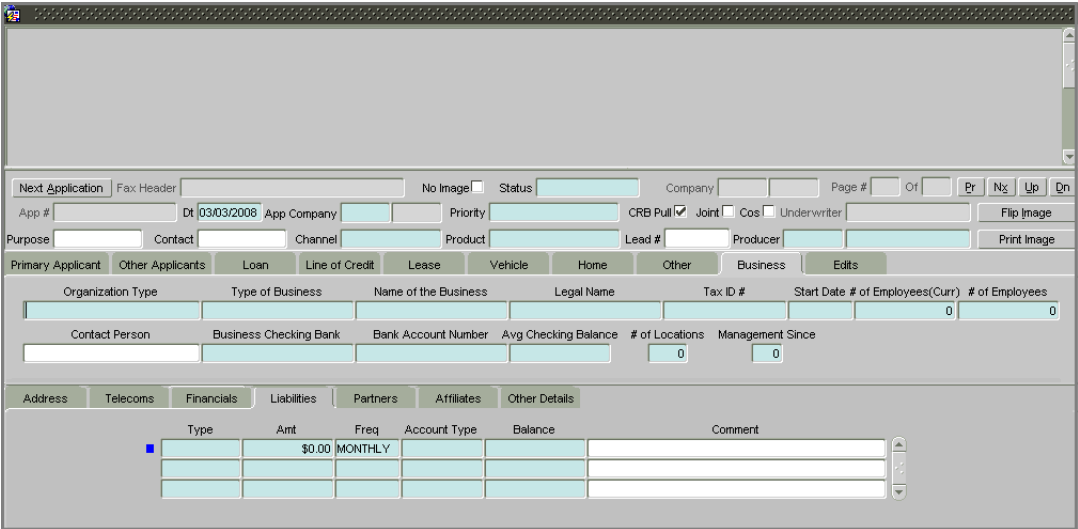 Next Application Fax Header No Image Status Company Page # Of Pr Nx Up Dn
App # Dt 03/03/2008 App Company Priority CRB Pull Joint Cos Underwriter Flip Image
Purpose Contact Channel Product Lead # Producer Print Image
Primary Applicant Other Applicants Loan Line of Credit Lease Vehicle Home Other Business Edits
Organization Type Type of Business Name of the Business Legal Name Tax ID # Start Date # of Employees(Curr) # of Employees
0 0
Contact Person Business Checking Bank Bank Account Number Avg Checking Balance # of Locations Management Since
0 0
Address Telecoms Financials Liabilities Partners Affiliates Other Details
Type Amt Freq Account Type Balance Comment
$0.00 MONTHLY